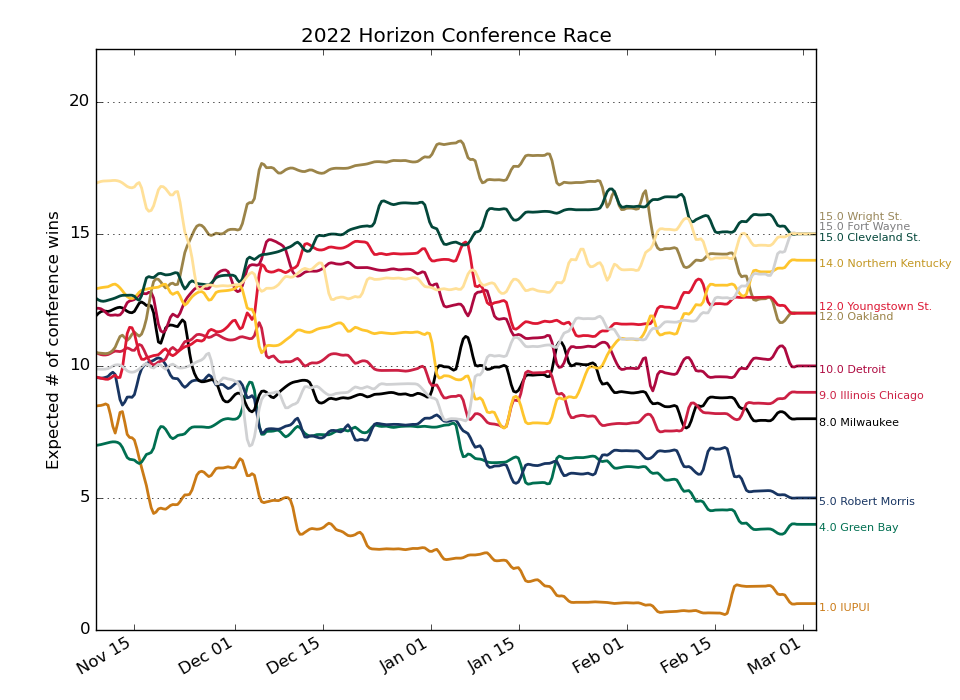 2022 Horizon Conference Race
Expected # of conference wins
20
15
10
5
0
15.0 Wright St.
15.0 Fort Wayne
15.0 Cleveland St.
14.0 Northern Kentucky
12.0 Youngstown St.
12.0 Oakland
10.0 Detroit
9.0 Illinois Chicago
8.0 Milwaukee
5.0 Robert Morris
4.0 Green Bay
1.0 IUPUI
Nov 15
Dec 01
Dec 15
Jan 01
Jan 15
Feb 01
Feb 15
Mar 01